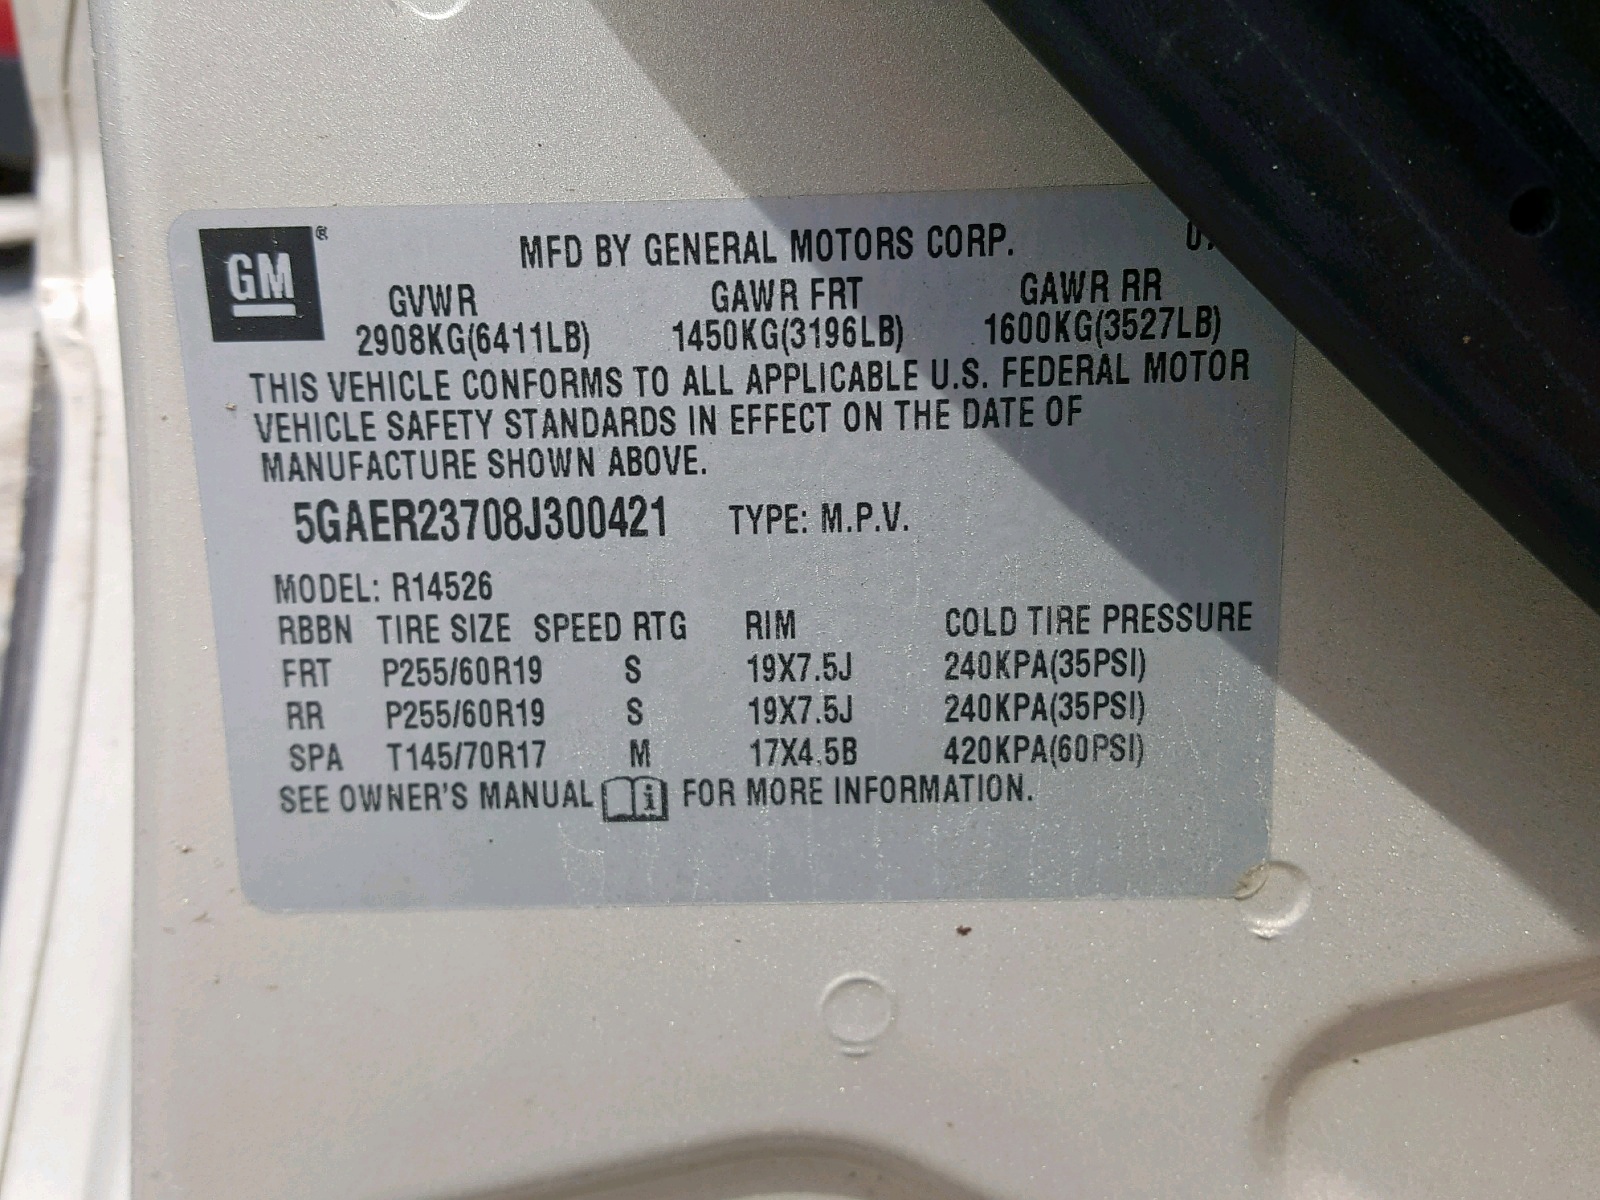 GM®
MFD BY GENERAL MOTORS CORP.
GVWR GAWR FRT GAWR RR
2908KG(6411LB) 1450KG(3196LB) 1600KG(3527LB)
THIS VEHICLE CONFORMS TO ALL APPLICABLE U.S. FEDERAL MOTOR
VEHICLE SAFETY STANDARDS IN EFFECT ON THE DATE OF
MANUFACTURE SHOWN ABOVE.
5GAER23708J300421 TYPE: M.P.V.
MODEL: R14526
RBBN TIRE SIZE SPEED RTG RIM COLD TIRE PRESSURE
FRT P255/60R19 S 19X7.5J 240KPA(35PSI)
RR P255/60R19 S 19X7.5J 240KPA(35PSI)
SPA T145/70R17 M 17X4.5B 420KPA(60PSI)
SEE OWNER'S MANUAL i FOR MORE INFORMATION.